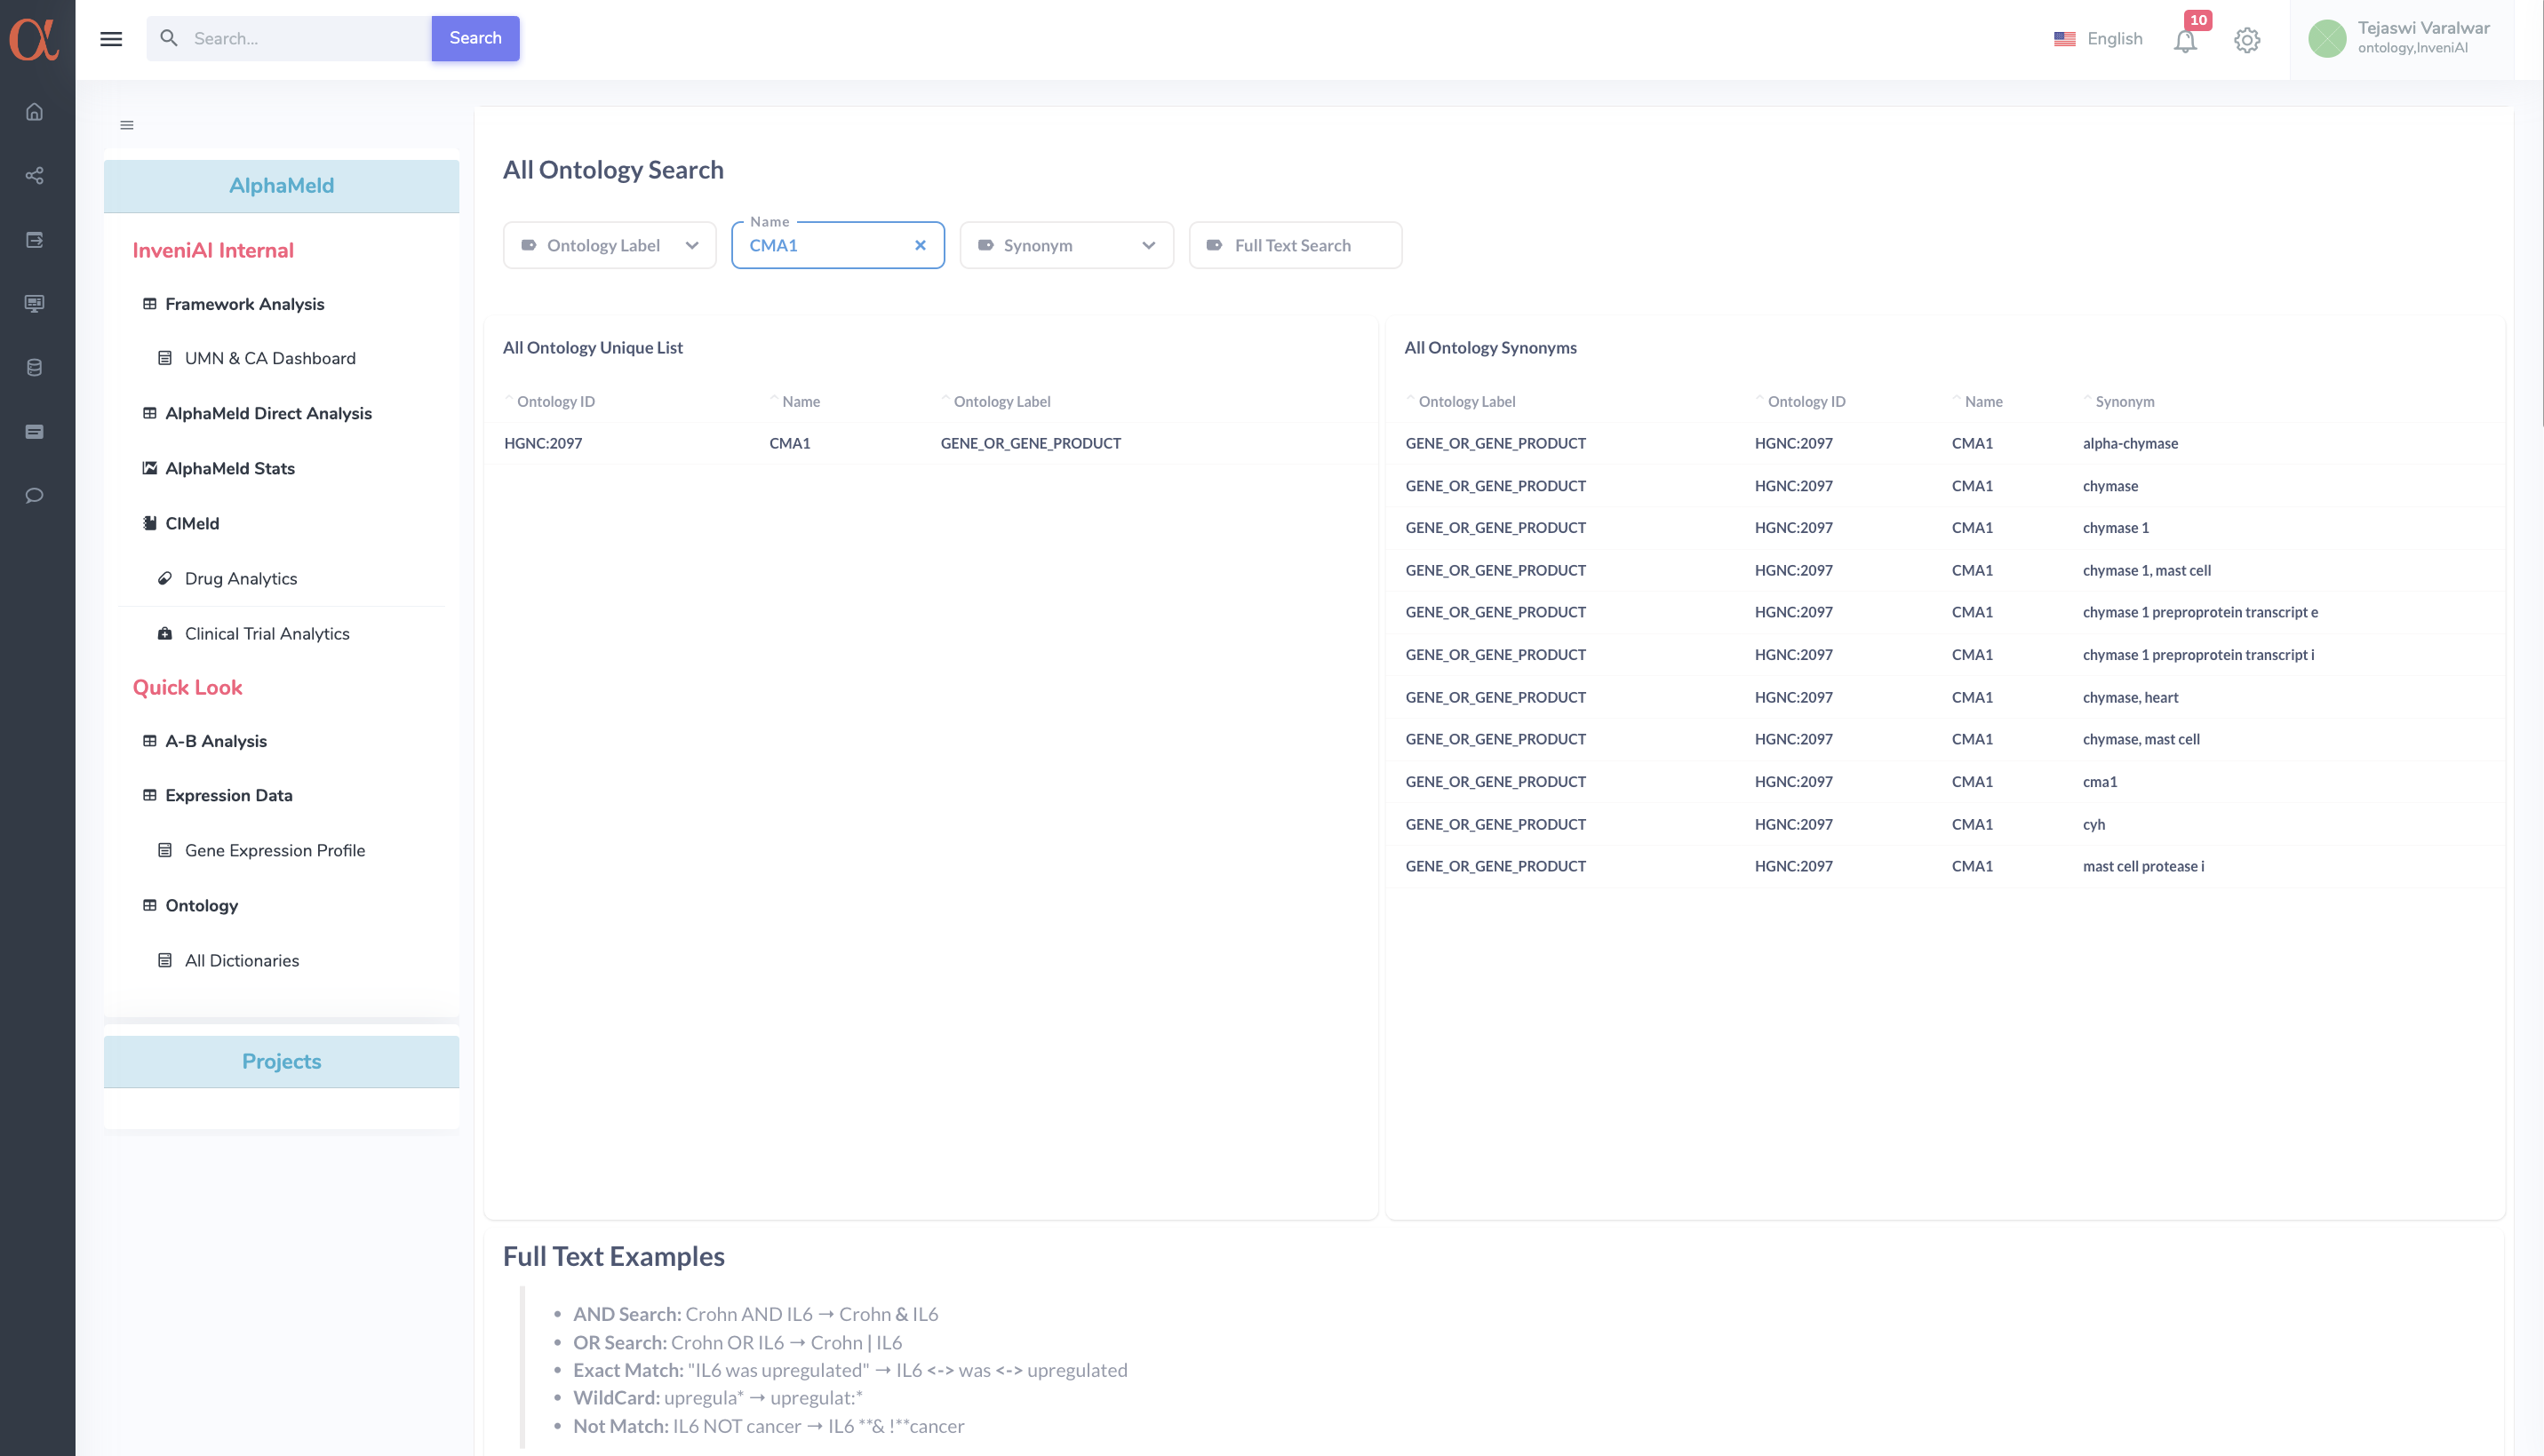 α
Search...
Search
English
10
Tejaswi Varalwar
ontology,InveniAI
AlphaMeld
InveniAI Internal
Framework Analysis
UMN & CA Dashboard
AlphaMeld Direct Analysis
AlphaMeld Stats
CIMeld
Drug Analytics
Clinical Trial Analytics
Quick Look
A-B Analysis
Expression Data
Gene Expression Profile
Ontology
All Dictionaries
Projects
All Ontology Search
Ontology Label
Name
CMA1
Synonym
Full Text Search
All Ontology Unique List
Ontology ID Name Ontology Label
HGNC:2097 CMA1 GENE_OR_GENE_PRODUCT
All Ontology Synonyms
Ontology Label Ontology ID Name Synonym
GENE_OR_GENE_PRODUCT HGNC:2097 CMA1 alpha-chymase
GENE_OR_GENE_PRODUCT HGNC:2097 CMA1 chymase
GENE_OR_GENE_PRODUCT HGNC:2097 CMA1 chymase 1
GENE_OR_GENE_PRODUCT HGNC:2097 CMA1 chymase 1, mast cell
GENE_OR_GENE_PRODUCT HGNC:2097 CMA1 chymase 1 preproprotein transcript e
GENE_OR_GENE_PRODUCT HGNC:2097 CMA1 chymase 1 preproprotein transcript i
GENE_OR_GENE_PRODUCT HGNC:2097 CMA1 chymase, heart
GENE_OR_GENE_PRODUCT HGNC:2097 CMA1 chymase, mast cell
GENE_OR_GENE_PRODUCT HGNC:2097 CMA1 cma1
GENE_OR_GENE_PRODUCT HGNC:2097 CMA1 cyh
GENE_OR_GENE_PRODUCT HGNC:2097 CMA1 mast cell protease i
Full Text Examples
• AND Search: Crohn AND IL6 → Crohn & IL6
• OR Search: Crohn OR IL6 → Crohn | IL6
• Exact Match: "IL6 was upregulated" → IL6 <-> was <-> upregulated
• WildCard: upregula* → upregulat:*
• Not Match: IL6 NOT cancer → IL6 **& !**cancer